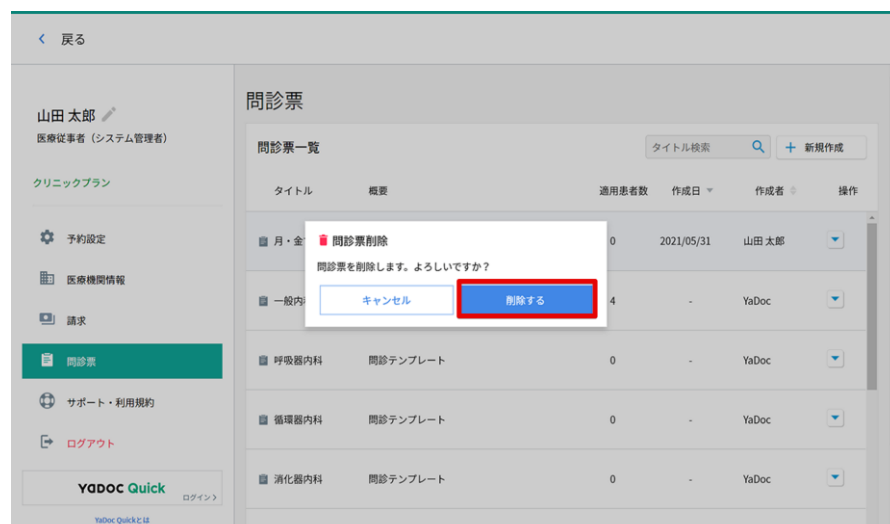 戻る
山田 太郎
医療従事者（システム管理者）
クリニックプラン
予約設定
医療機関情報
請求
問診票
サポート・利用規約
ログアウト
YaDOC Quick
ログイン >
YaDoc Quickとは
問診票
問診票一覧
タイトル検索
＋ 新規作成
タイトル 概要 適用患者数 作成日 作成者 操作
月・金 0 2021/05/31 山田 太郎
一般内 4 - YaDoc
呼吸器内科 問診テンプレート 0 - YaDoc
循環器内科 問診テンプレート 0 - YaDoc
消化器内科 問診テンプレート 0 - YaDoc
問診票削除
問診票を削除します。よろしいですか？
キャンセル 削除する